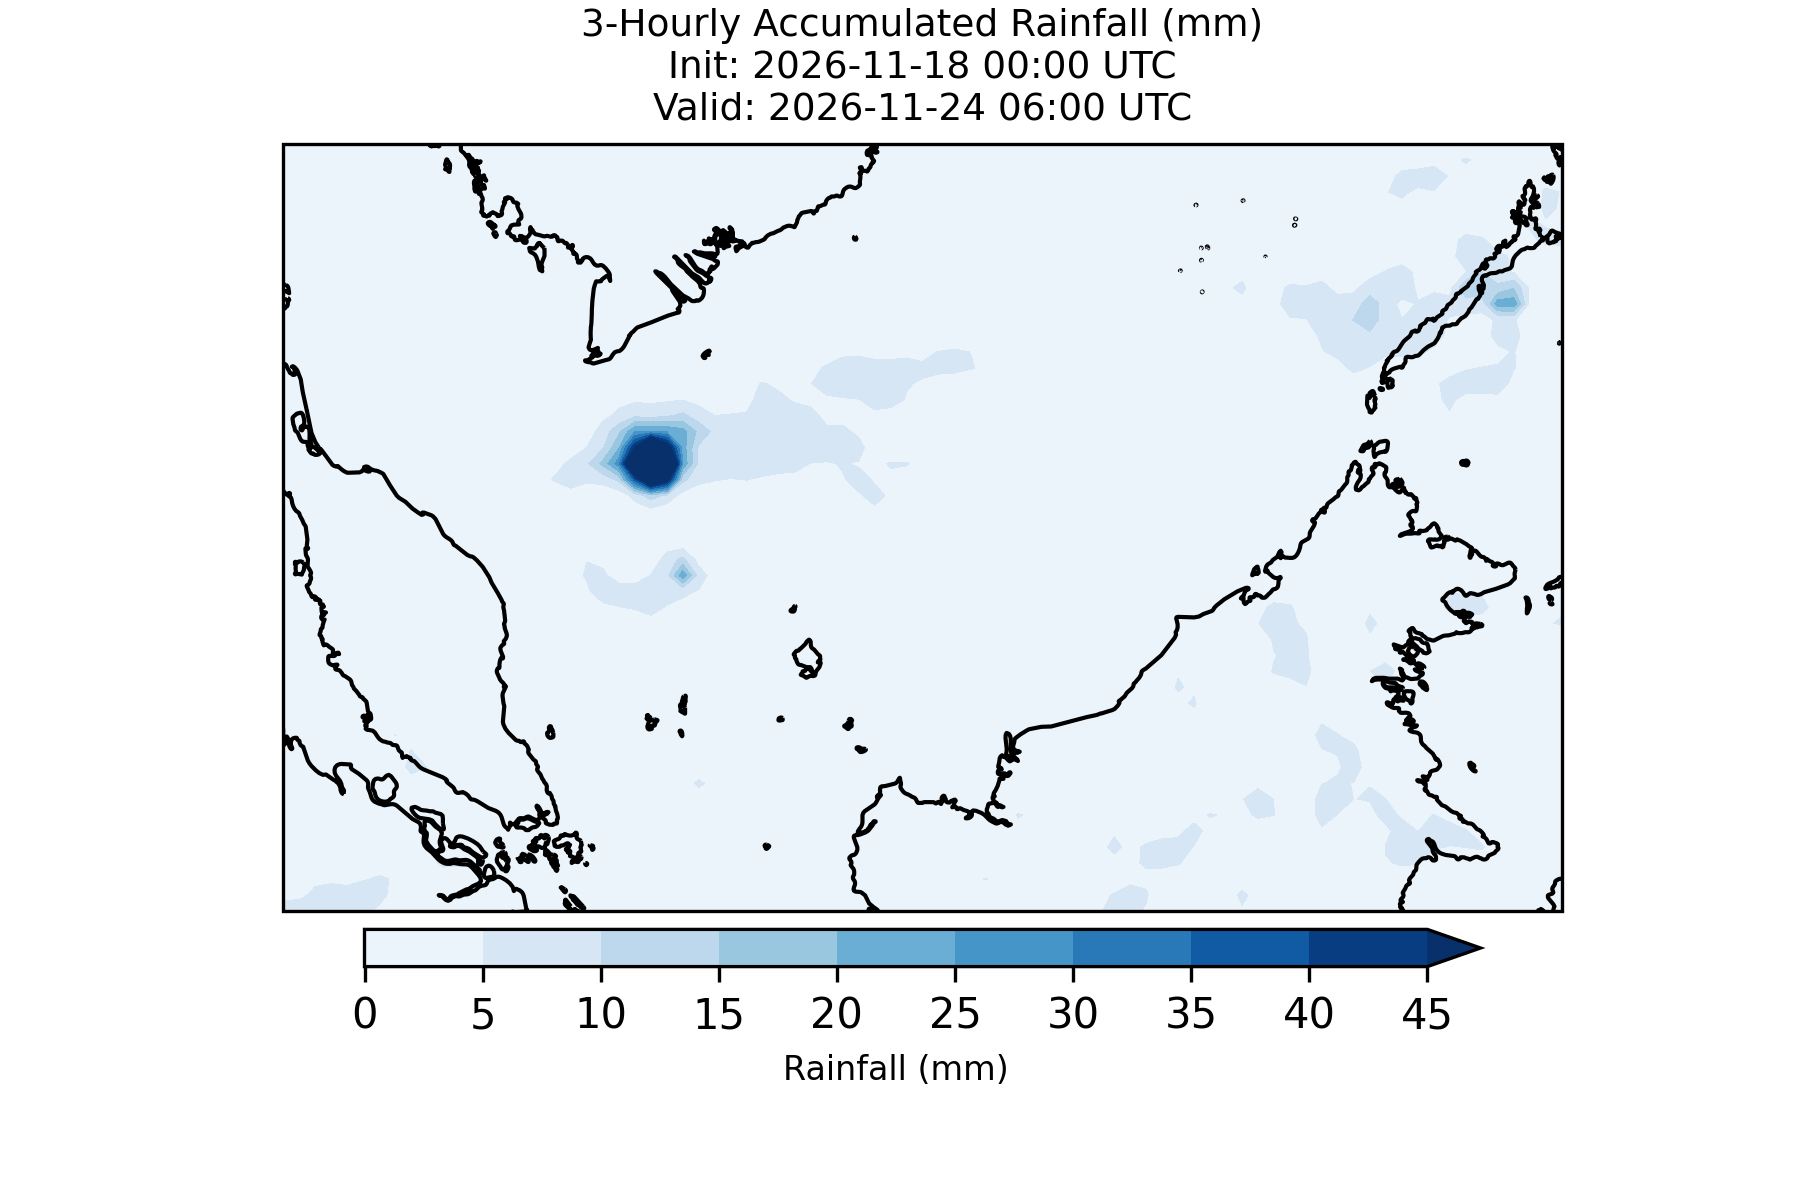 3-Hourly Accumulated Rainfall (mm)
Init: 2026-11-18 00:00 UTC
Valid: 2026-11-24 06:00 UTC
0 5 10 15 20 25 30 35 40 45
Rainfall (mm)